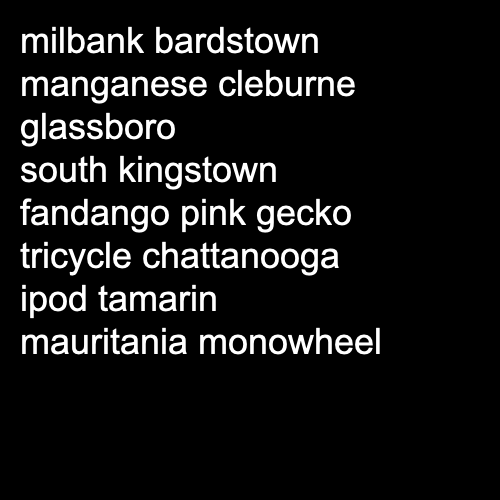 milbank bardstown
manganese cleburne
glassboro
south kingstown
fandango pink gecko
tricycle chattanooga
ipod tamarin
mauritania monowheel